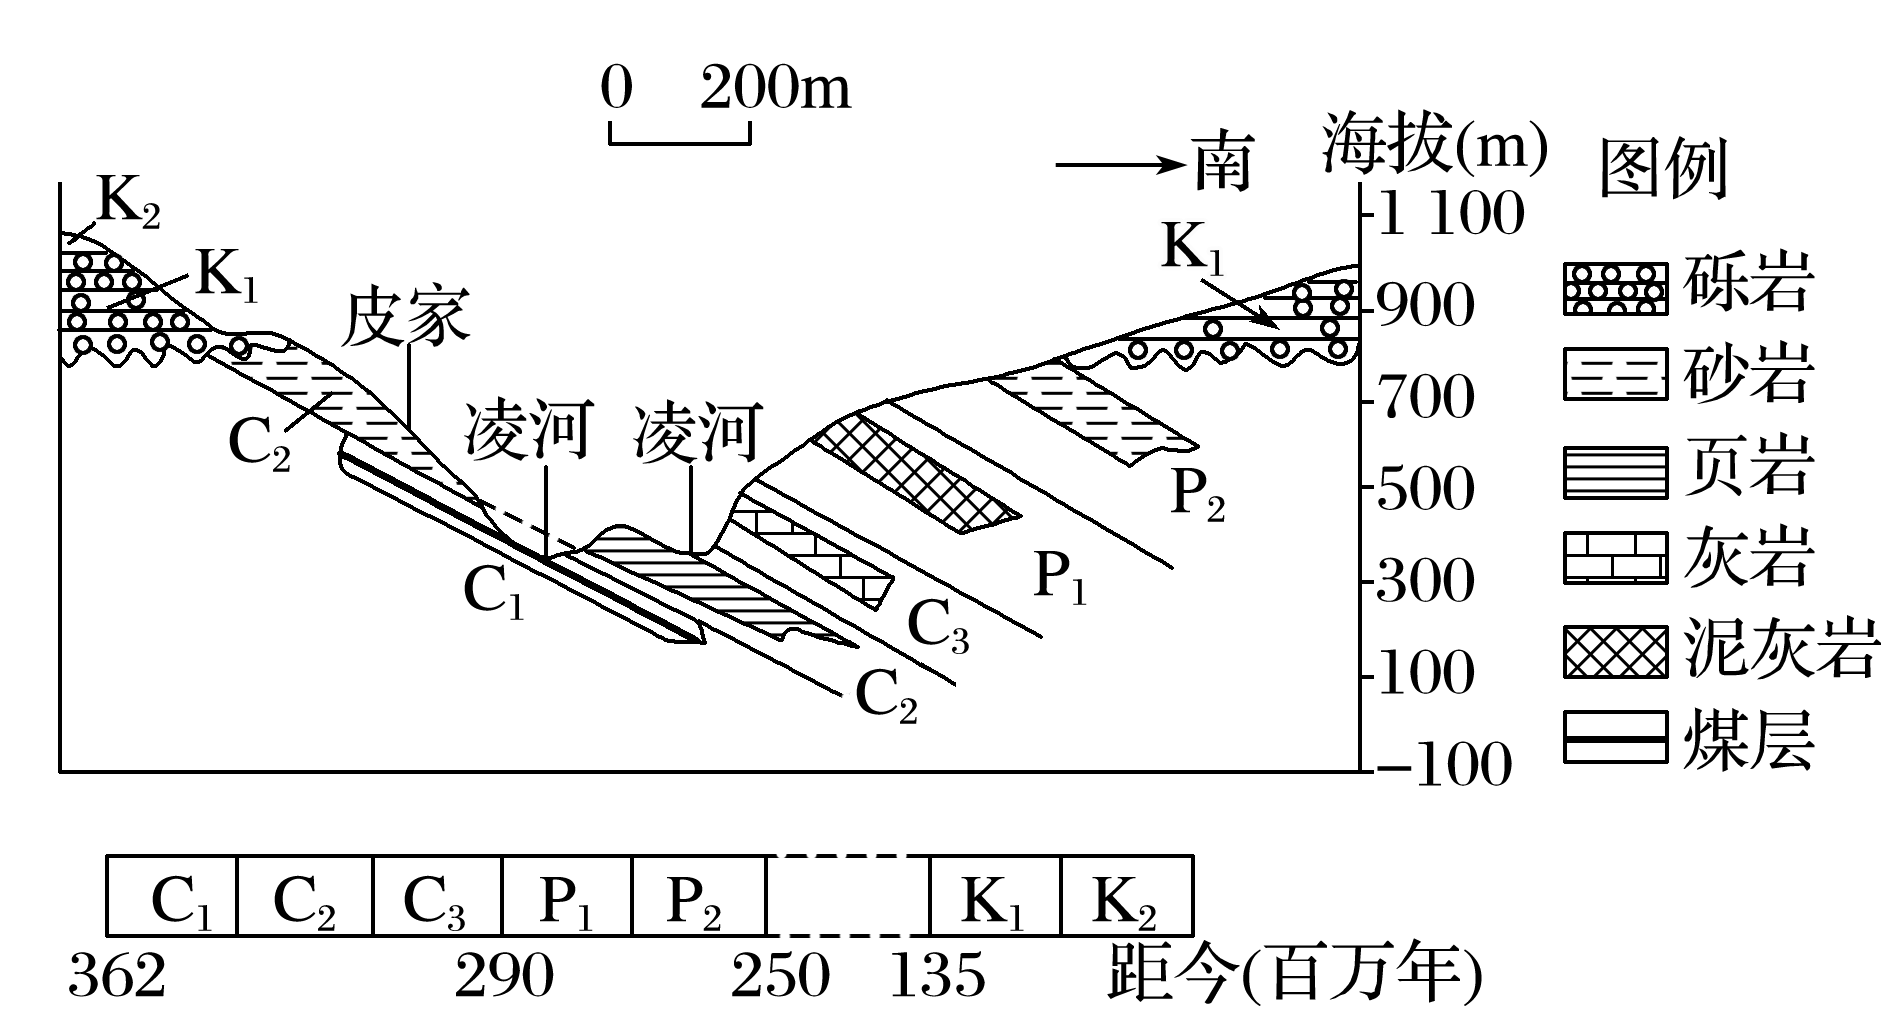 0 200m
南
海拔(m)
图例
K₂
1 100
K₁
K₁
砾岩
皮家
900
砂岩
凌河 凌河
700
C₂
页岩
500
P₂
灰岩
C₁
P₁
300
C₃
泥灰岩
100
C₂
煤层
−100
C₁ C₂ C₃ P₁ P₂ K₁ K₂
362 290 250 135 距今(百万年)